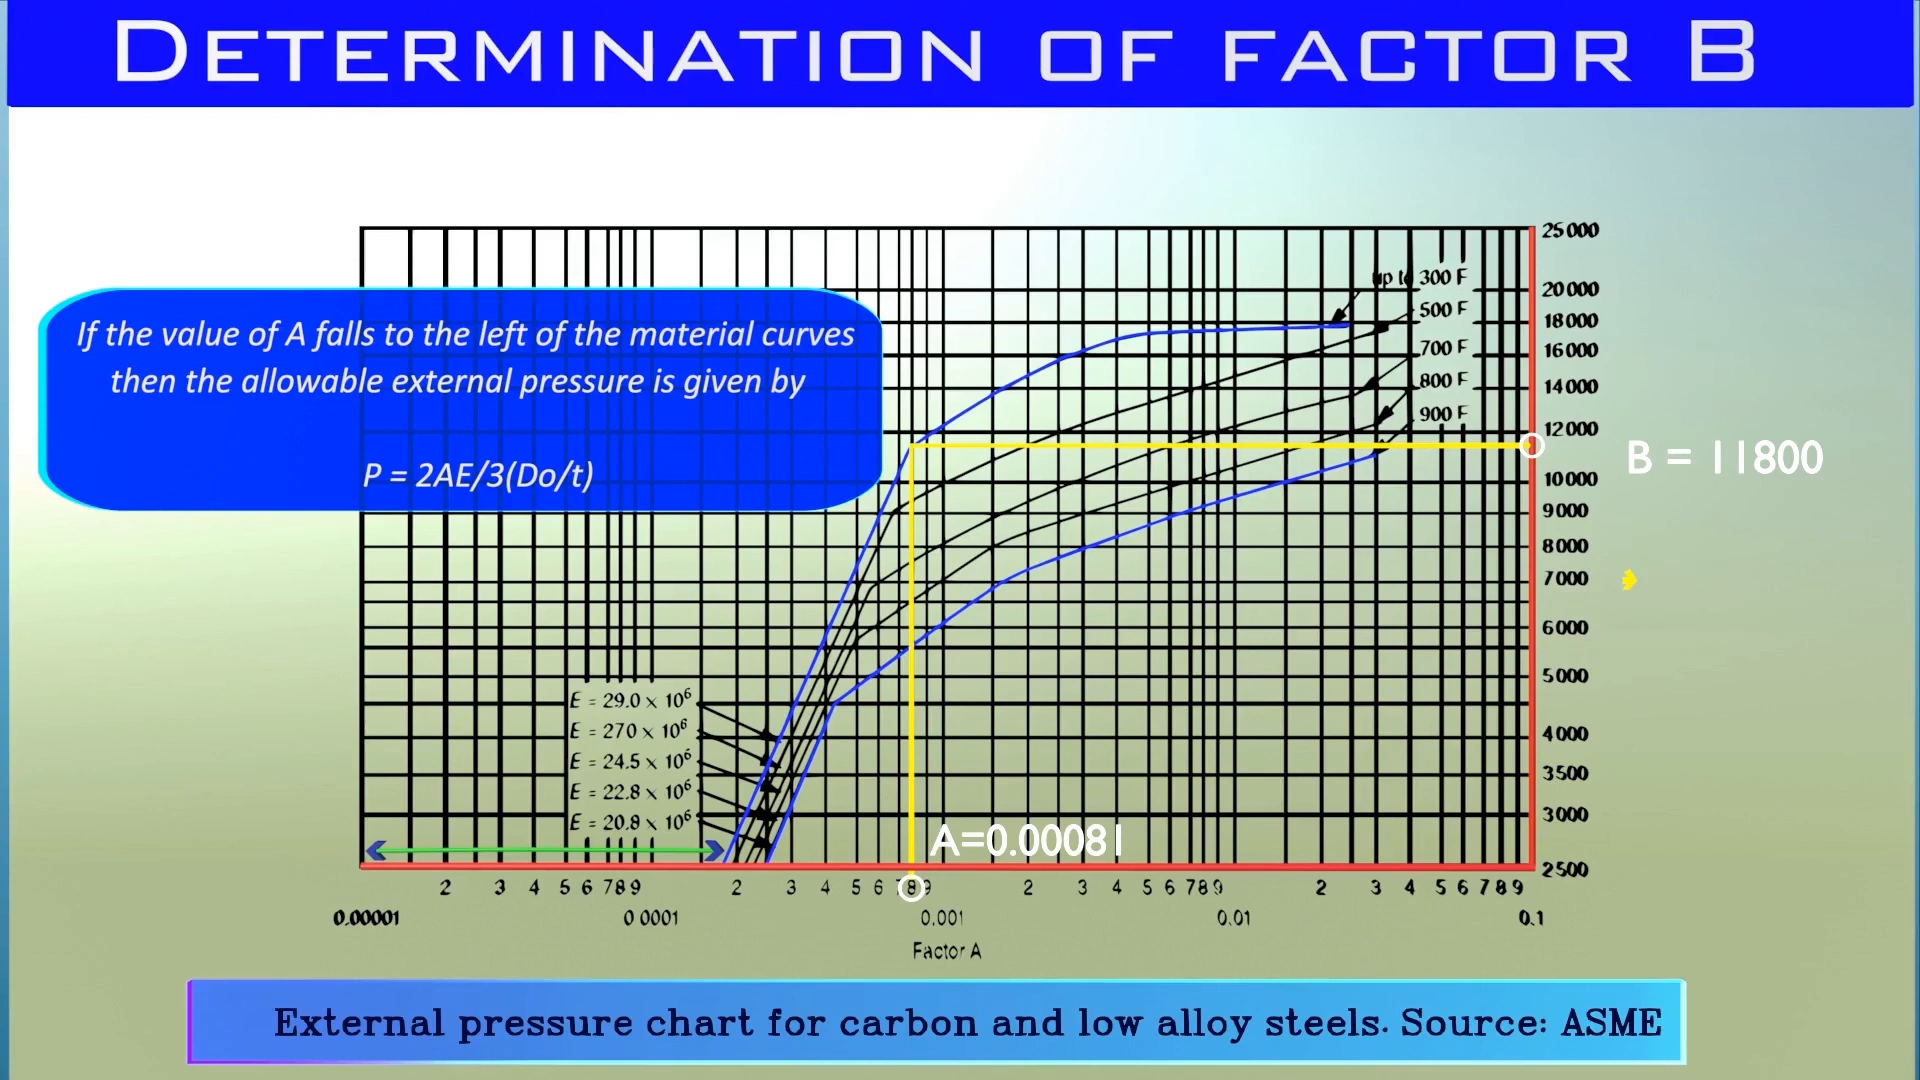 DETERMINATION OF FACTOR B
25000
up to 300 F
20000
500 F
18000
If the value of A falls to the left of the material curves
700 F
16000
then the allowable external pressure is given by
800 F
14000
900 F
12000
B = 11800
P = 2AE/3(Do/t)
10000
9000
8000
7000
6000
5000
E = 29.0 × 10⁶
E = 270 × 10⁶
4000
E = 24.5 × 10⁶
3500
E = 22.8 × 10⁶
3000
E = 20.8 × 10⁶
A=0.00081
2500
2 3 4 5 6 7 8 9 2 3 4 5 6 7 8 9 2 3 4 5 6 7 8 9 2 3 4 5 6 7 8 9
0.00001 0 0001 0.001 0.01 0.1
Factor A
External pressure chart for carbon and low alloy steels. Source: ASME